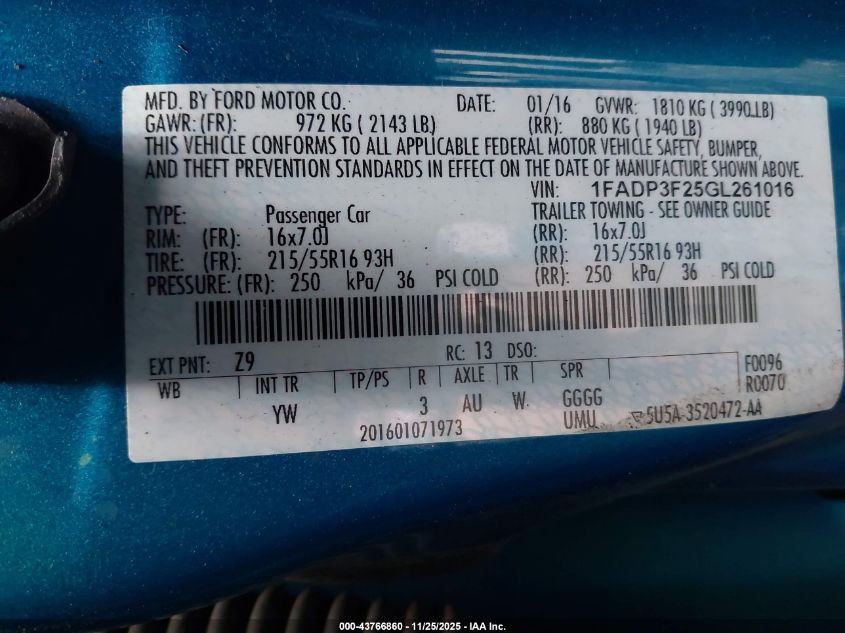 MFD. BY FORD MOTOR CO. DATE: 01/16 GVWR: 1810 KG ( 3990LB)
GAWR: (FR): 972 KG ( 2143 LB) (RR): 880 KG ( 1940 LB)
THIS VEHICLE CONFORMS TO ALL APPLICABLE FEDERAL MOTOR VEHICLE SAFETY, BUMPER,
AND THEFT PREVENTION STANDARDS IN EFFECT ON THE DATE OF MANUFACTURE SHOWN ABOVE.
VIN: 1FADP3F25GL261016
TYPE: Passenger Car TRAILER TOWING - SEE OWNER GUIDE
RIM: (FR): 16x7.0J (RR): 16x7.0J
TIRE: (FR): 215/55R16 93H (RR): 215/55R16 93H
PRESSURE: (FR): 250 kPa/ 36 PSI COLD (RR): 250 kPa/ 36 PSI COLD
EXT PNT: Z9 RC: 13 DSO:
WB INT TR TP/PS R AXLE TR SPR F0096
R0070
YW 3 AU W. GGGG
201601071973 UMU 5U5A-3520472-AA
000-43766860 - 11/25/2025 - IAA Inc.